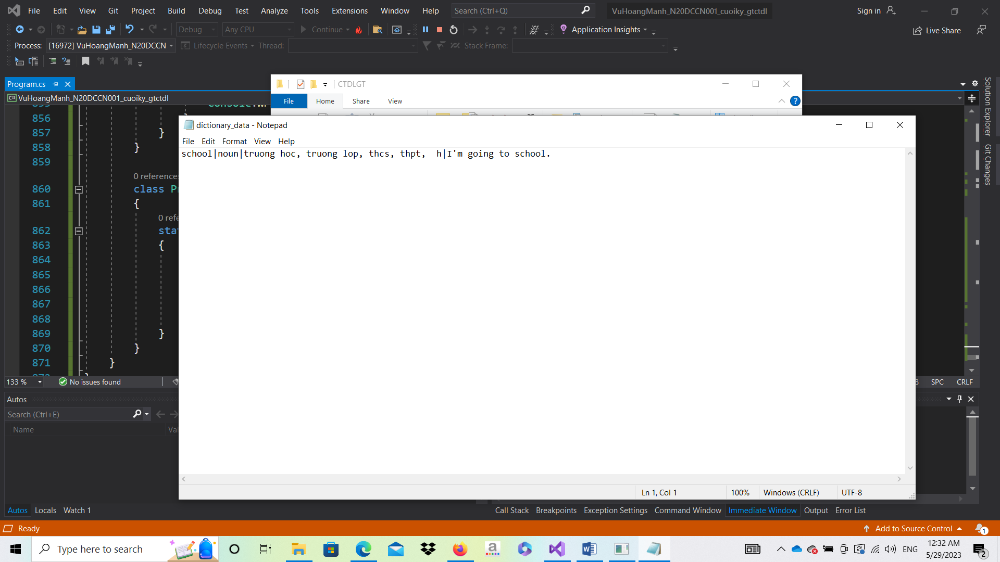 File Edit View Git Project Build Debug Test Analyze Tools Extensions Window Help Search (Ctrl+Q) VuHoangManh_N20DCCN001_cuoiky_gtctdl Sign in
Debug Any CPU Continue Application Insights Live Share
Process: [16972] VuHoangManh_N20DCCN Lifecycle Events Thread: Stack Frame:
Program.cs
VuHoangManh_N20DCCN001_cuoiky_gtctdl
CTDLGT
File Home Share View
Solution Explorer
Git Changes
dictionary_data - Notepad
File Edit Format View Help
school|noun|truong hoc, truong lop, thcs, thpt,  h|I'm going to school.
856
857 }
858 }
859
0 references
860 class
861 {
0
862
863 {
864
865
866
867
868
869 }
870 }
871 }
133 % No issues found SPC CRLF
Autos
Search (Ctrl+E)
Name
Ln 1, Col 1 100% Windows (CRLF) UTF-8
Autos Locals Watch 1 Call Stack Breakpoints Exception Settings Command Window Immediate Window Output Error List
Ready Add to Source Control 1
Type here to search ENG 12:32 AM
5/29/2023 2